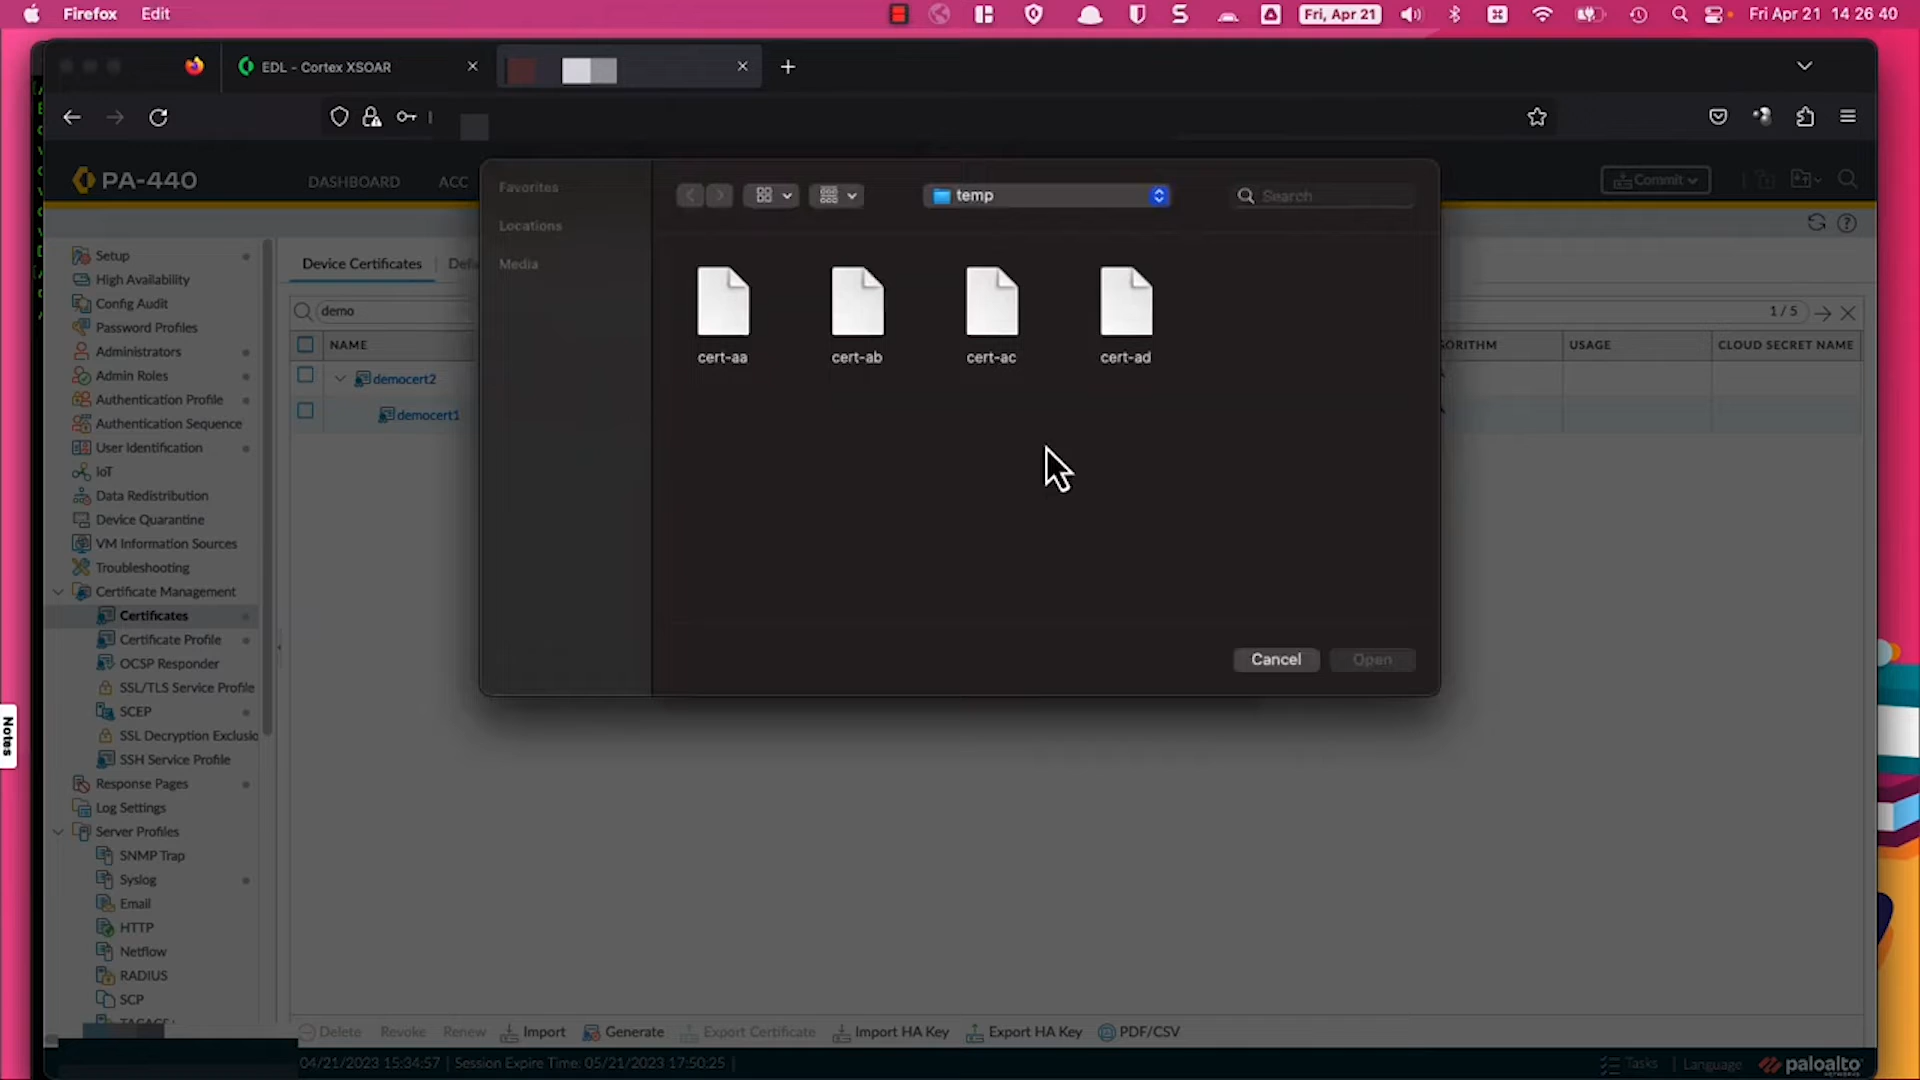 Firefox Edit
Fri, Apr 21
Fri Apr 21 14 26 40
EDL - Cortex XSOAR
PA-440
DASHBOARD
ACC
Commit
Favorites
Locations
Media
temp
Search
cert-aa
cert-ab
cert-ac
cert-ad
Cancel
Open
Setup
High Availability
Config Audit
Password Profiles
Administrators
Admin Roles
Authentication Profile
Authentication Sequence
User Identification
IoT
Data Redistribution
Device Quarantine
VM Information Sources
Troubleshooting
Certificate Management
Certificates
Certificate Profile
OCSP Responder
SSL/TLS Service Profile
SCEP
SSL Decryption Exclusio
SSH Service Profile
Response Pages
Log Settings
Server Profiles
SNMP Trap
Syslog
Email
HTTP
Netflow
RADIUS
SCP
Device Certificates
demo
1 / 5
NAME
USAGE
CLOUD SECRET NAME
democert2
democert1
Delete Revoke Renew Import Generate Export Certificate Import HA Key Export HA Key PDF/CSV
04/21/2023 15:34:57 | Session Expire Time: 05/21/2023 17:50:25 |
Tasks | Language
paloalto
NETWORKS
Notes